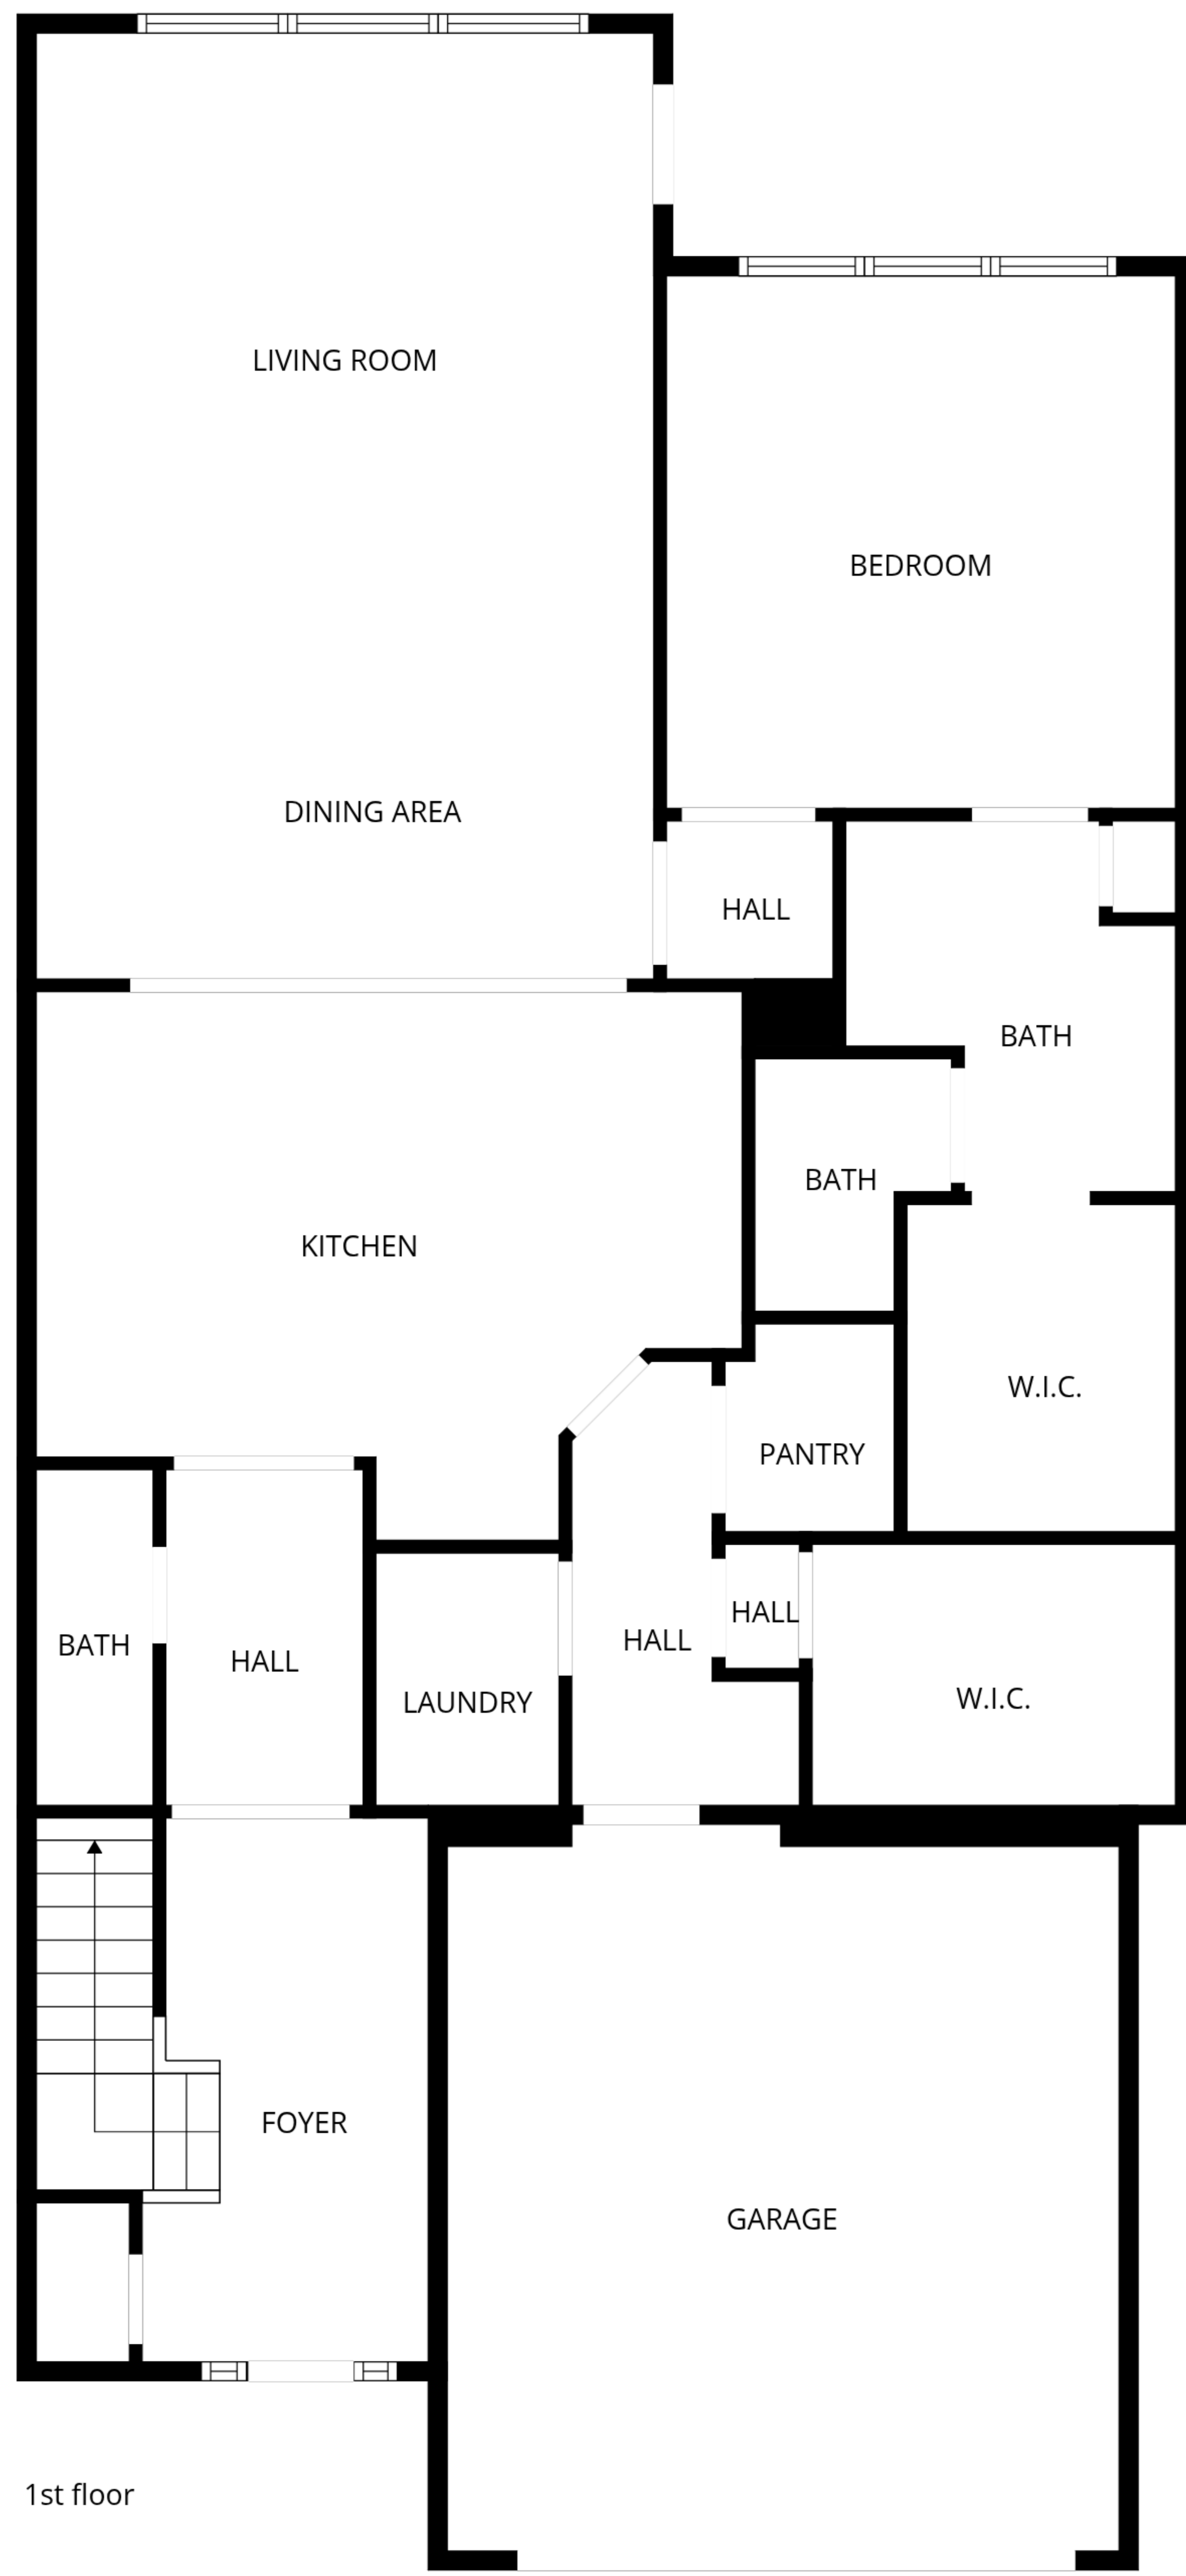 LIVING ROOM
BEDROOM
DINING AREA
HALL
BATH
BATH
KITCHEN
W.I.C.
PANTRY
HALL
HALL
BATH
HALL
W.I.C.
LAUNDRY
FOYER
GARAGE
1st floor